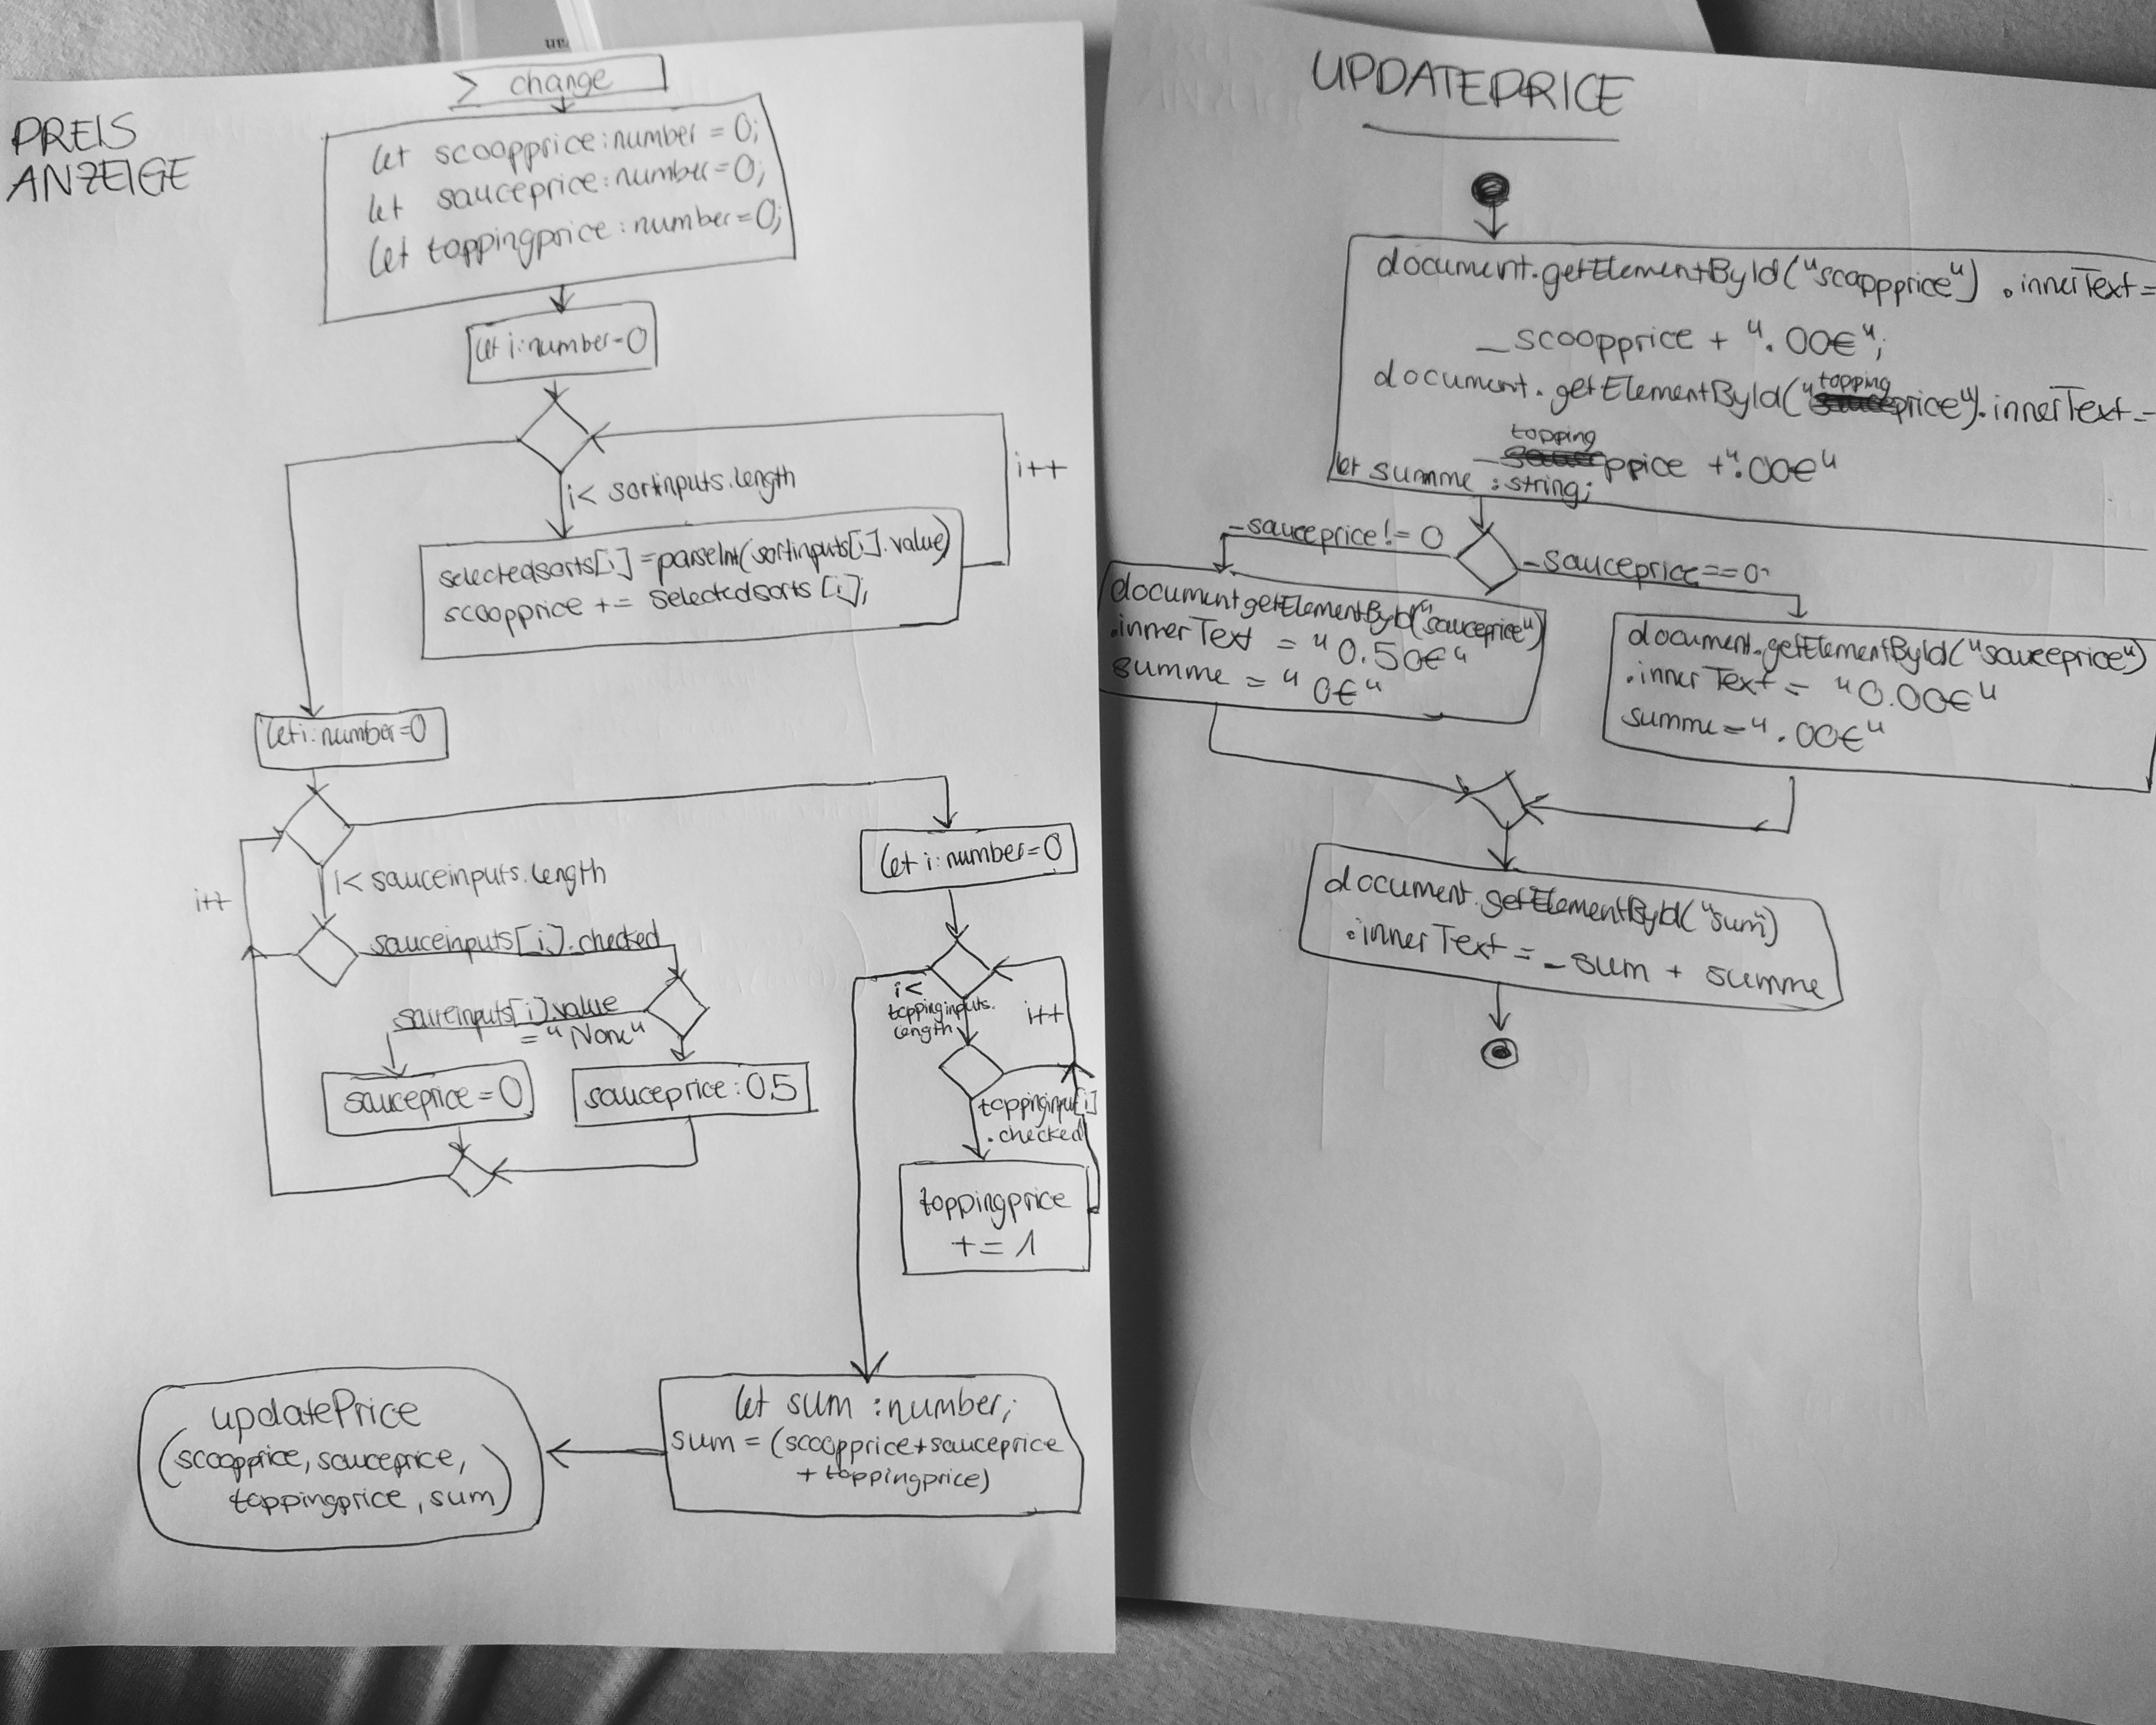 PREIS
ANZEIGE
change
let scoopprice:number = 0;
let sauceprice:number=0;
let toppingprice:number=0;
let i:number=0
i< sortinputs.length
i++
selectedsorts[i]=parseInt(sortinputs[i].value)
scoopprice += selectedsorts[i];
let i:number=0
i< sauceinputs.length
i++
sauceinputs[i].checked
sauceinputs[i].value
= "None"
sauceprice = 0
sauceprice: 0,5
let i:number=0
i<
toppinginputs.
length
i++
toppinginput[i]
.checked
toppingprice
+= 1
let sum :number;
sum = (scoopprice+sauceprice
+ toppingprice)
updatePrice
(scoopprice, sauceprice,
toppingprice, sum)
UPDATEPRICE
document.getElementById("scoopprice") .innerText=
_scoopprice + ".00€";
topping
document.getElementById("price").innerText=
topping
_price +".00€"
let summe :string;
_sauceprice!= 0
_sauceprice==0
document.getElementById("sauceprice")
.innerText = "0.50€"
summe = "0€"
document.getElementById("sauceprice")
.innerText = "0.00€"
summe=".00€"
document.getElementById("sum")
.innerText = _sum + summe